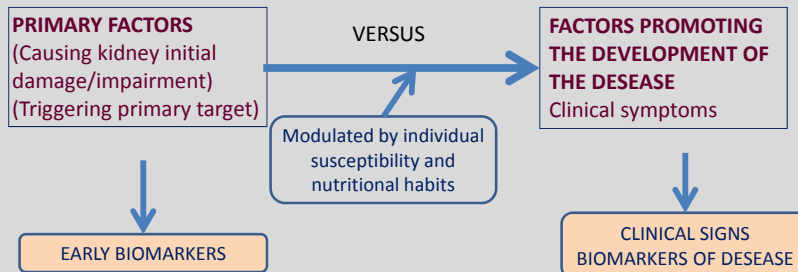 PRIMARY FACTORS
(Causing kidney initial
damage/impairment)
(Triggering primary target)
VERSUS
FACTORS PROMOTING
THE DEVELOPMENT OF
THE DESEASE
Clinical symptoms
Modulated by individual
susceptibility and
nutritional habits
EARLY BIOMARKERS
CLINICAL SIGNS
BIOMARKERS OF DESEASE